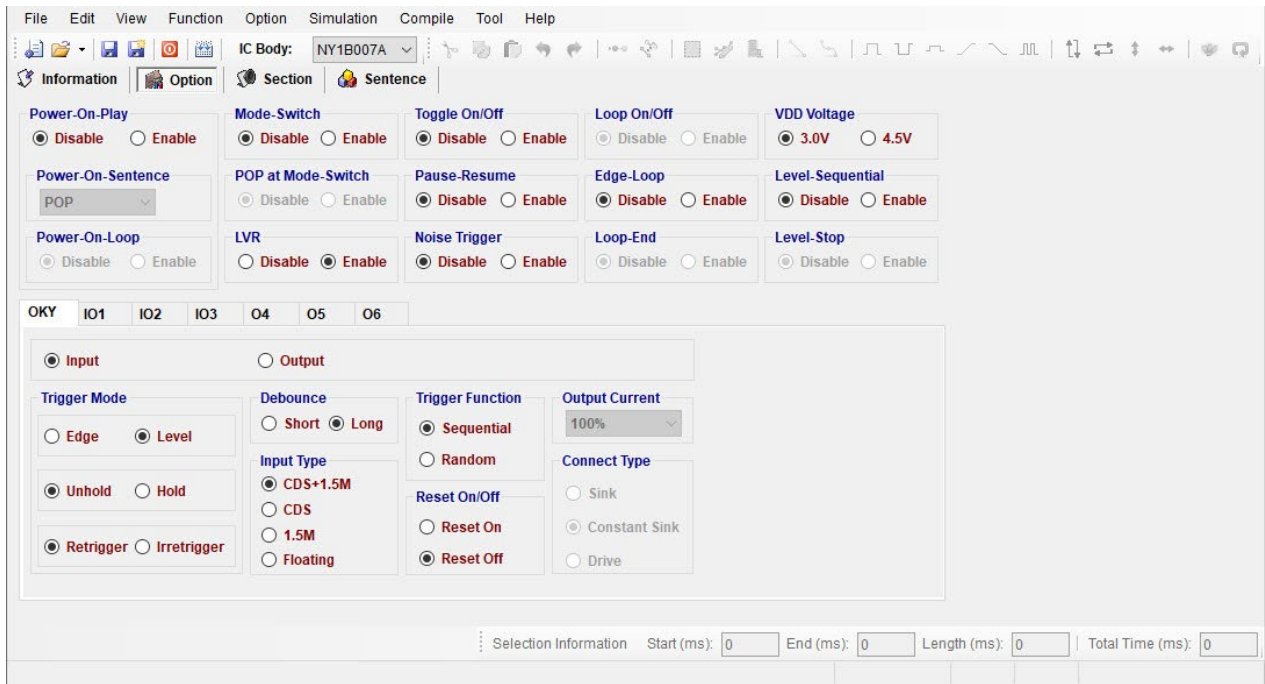 File Edit View Function Option Simulation Compile Tool Help
IC Body: NY1B007A
Information Option Section Sentence
Power-On-Play Mode-Switch Toggle On/Off Loop On/Off VDD Voltage
Disable Enable Disable Enable Disable Enable Disable Enable 3.0V 4.5V
Power-On-Sentence POP at Mode-Switch Pause-Resume Edge-Loop Level-Sequential
POP Disable Enable Disable Enable Disable Enable Disable Enable
Power-On-Loop LVR Noise Trigger Loop-End Level-Stop
Disable Enable Disable Enable Disable Enable Disable Enable Disable Enable
OKY IO1 IO2 IO3 O4 O5 O6
Input Output
Trigger Mode
Edge Level
Unhold Hold
Retrigger Irretrigger
Debounce
Short Long
Input Type
CDS+1.5M
CDS
1.5M
Floating
Trigger Function
Sequential
Random
Reset On/Off
Reset On
Reset Off
Output Current
100%
Connect Type
Sink
Constant Sink
Drive
Selection Information Start (ms): 0 End (ms): 0 Length (ms): 0 Total Time (ms): 0